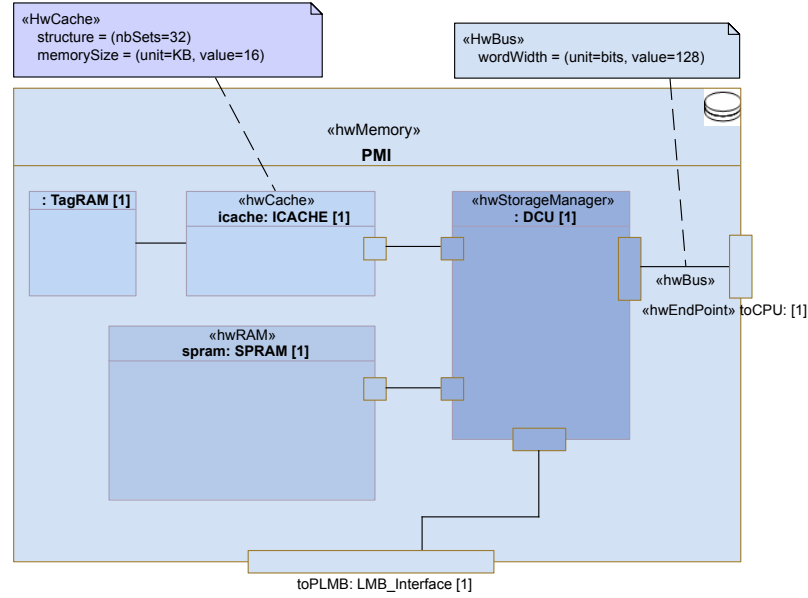 «HwCache»
structure = (nbSets=32)
memorySize = (unit=KB, value=16)
«HwBus»
wordWidth = (unit=bits, value=128)
«hwMemory»
PMI
: TagRAM [1]
«hwCache»
icache: ICACHE [1]
«hwStorageManager»
: DCU [1]
«hwBus»
«hwEndPoint» toCPU: [1]
«hwRAM»
spram: SPRAM [1]
toPLMB: LMB_Interface [1]